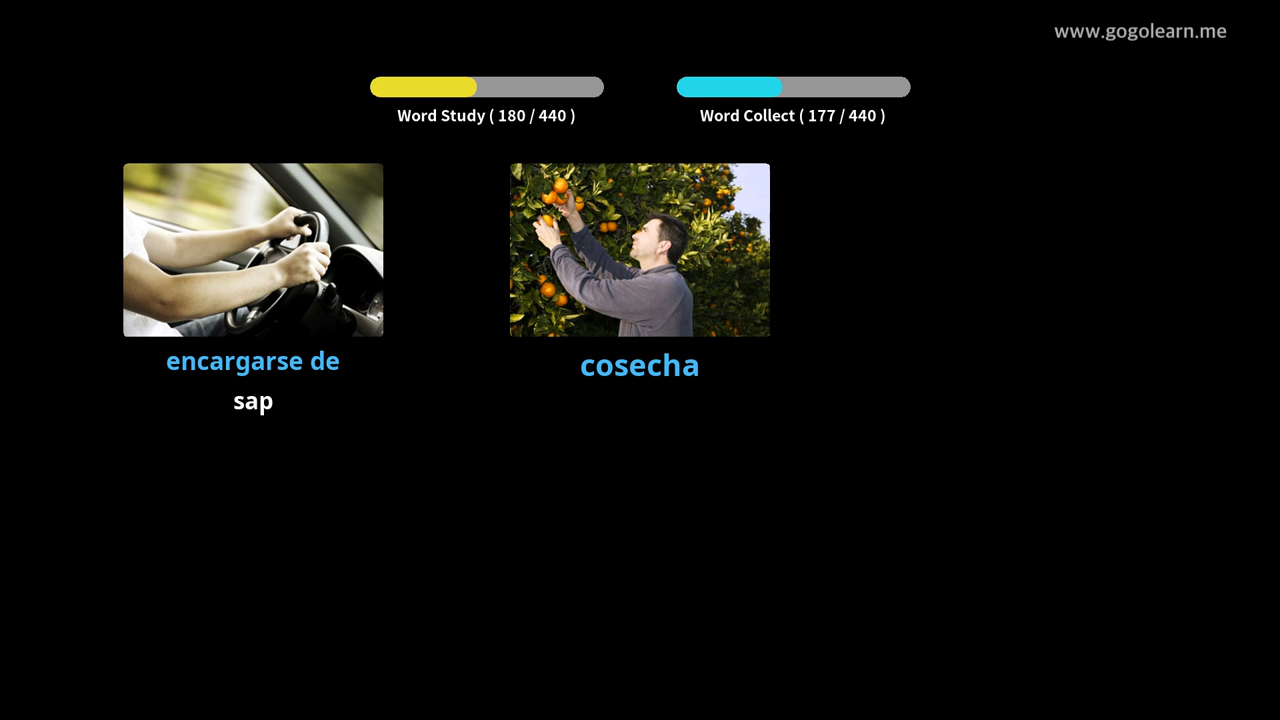 www.gogolearn.me
Word Study ( 180 / 440 )
Word Collect ( 177 / 440 )
encargarse de
sap
cosecha